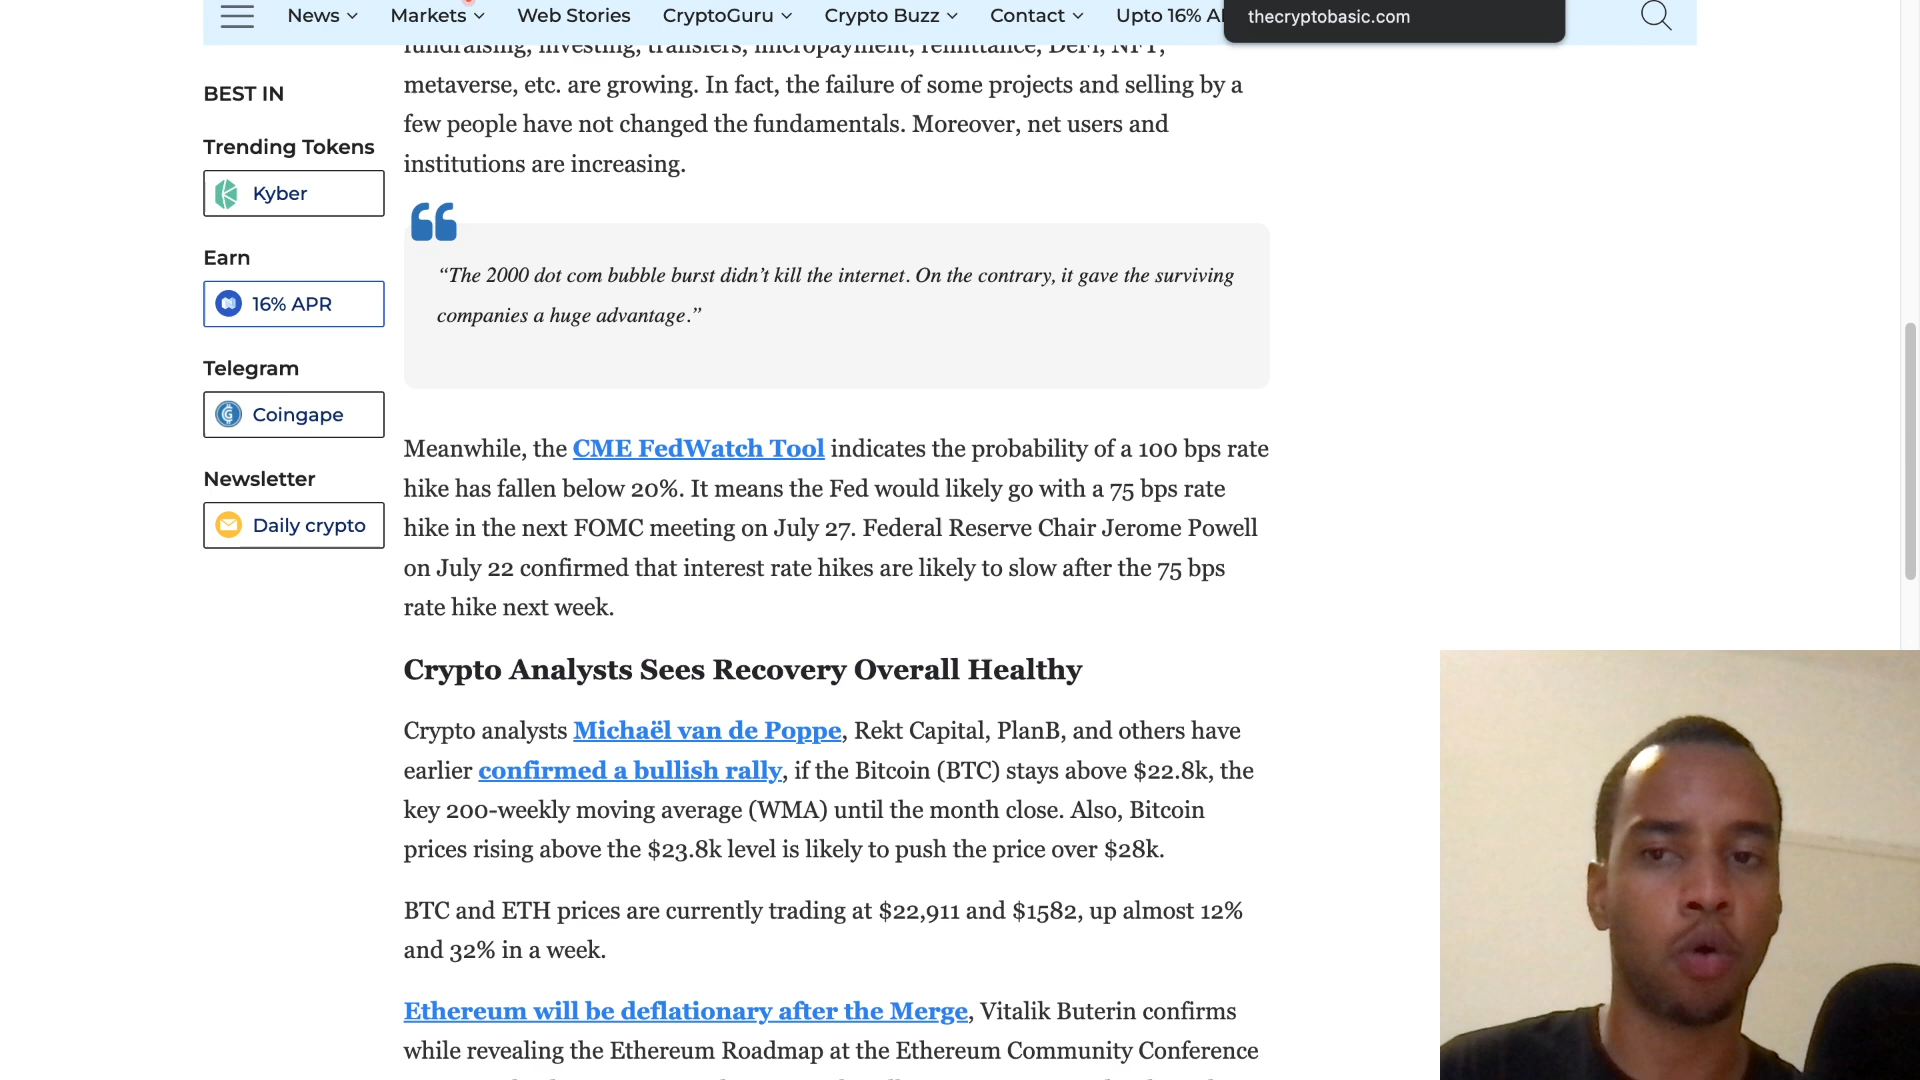 News
Markets
Web Stories
CryptoGuru
Crypto Buzz
Contact
Upto 16%
thecryptobasic.com
BEST IN
Trending Tokens
Kyber
Earn
16% APR
Telegram
Coingape
Newsletter
Daily crypto
fundraising, investing, transfers, micropayment, remittance, DeFi, NFT,
metaverse, etc. are growing. In fact, the failure of some projects and selling by a
few people have not changed the fundamentals. Moreover, net users and
institutions are increasing.
“The 2000 dot com bubble burst didn’t kill the internet. On the contrary, it gave the surviving
companies a huge advantage.”
Meanwhile, the CME FedWatch Tool indicates the probability of a 100 bps rate
hike has fallen below 20%. It means the Fed would likely go with a 75 bps rate
hike in the next FOMC meeting on July 27. Federal Reserve Chair Jerome Powell
on July 22 confirmed that interest rate hikes are likely to slow after the 75 bps
rate hike next week.
Crypto Analysts Sees Recovery Overall Healthy
Crypto analysts Michaël van de Poppe, Rekt Capital, PlanB, and others have
earlier confirmed a bullish rally, if the Bitcoin (BTC) stays above $22.8k, the
key 200-weekly moving average (WMA) until the month close. Also, Bitcoin
prices rising above the $23.8k level is likely to push the price over $28k.
BTC and ETH prices are currently trading at $22,911 and $1582, up almost 12%
and 32% in a week.
Ethereum will be deflationary after the Merge, Vitalik Buterin confirms
while revealing the Ethereum Roadmap at the Ethereum Community Conference